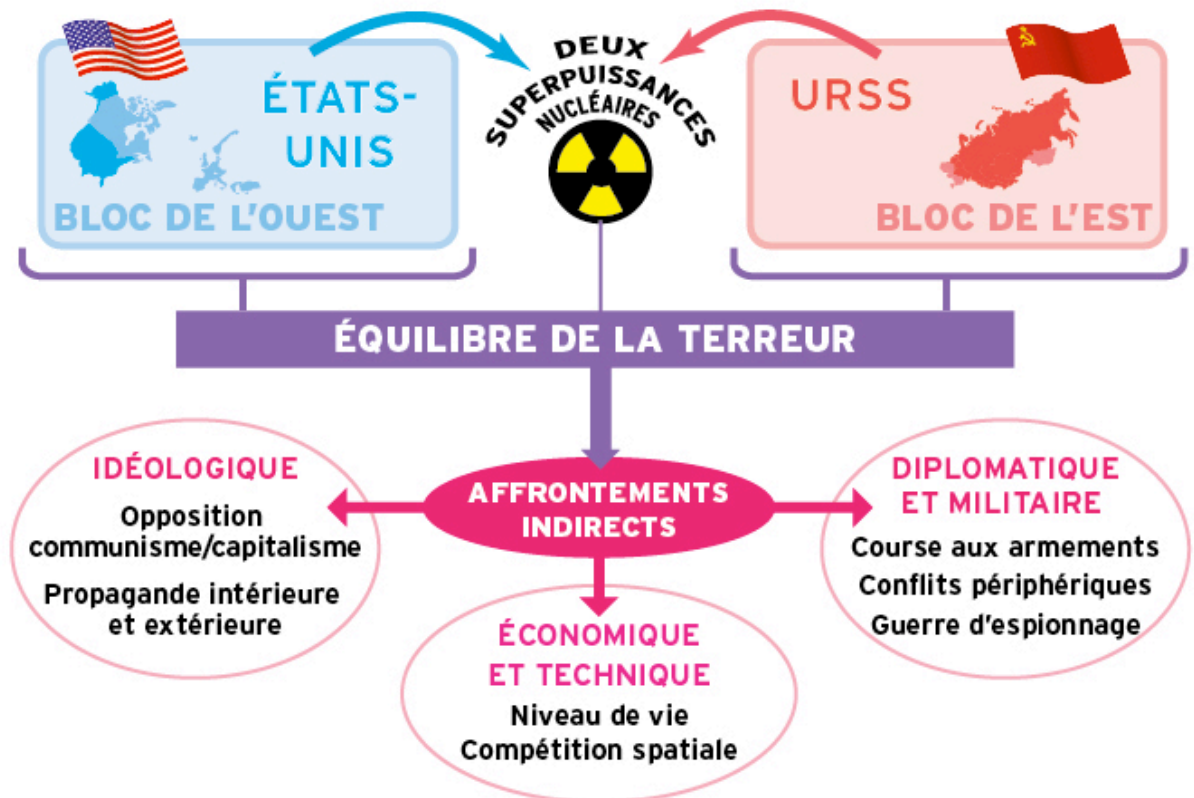 ÉTATS-
UNIS
BLOC DE L'OUEST
DEUX
SUPERPUISSANCES
NUCLÉAIRES
URSS
BLOC DE L'EST
ÉQUILIBRE DE LA TERREUR
AFFRONTEMENTS
INDIRECTS
IDÉOLOGIQUE
Opposition
communisme/capitalisme
Propagande intérieure
et extérieure
ÉCONOMIQUE
ET TECHNIQUE
Niveau de vie
Compétition spatiale
DIPLOMATIQUE
ET MILITAIRE
Course aux armements
Conflits périphériques
Guerre d'espionnage